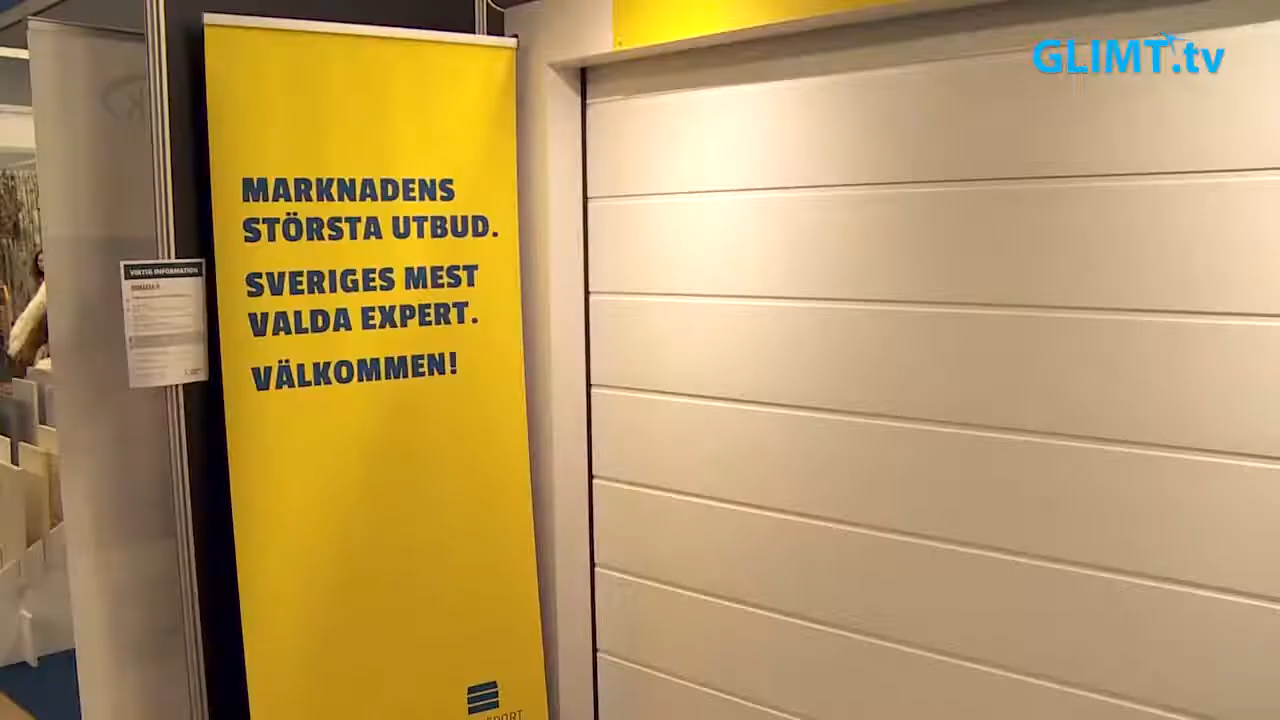 GLIMT.tv
MARKNADENS
STÖRSTA UTBUD.
SVERIGES MEST
VALDA EXPERT.
VÄLKOMMEN!
VIKTIG INFORMATION